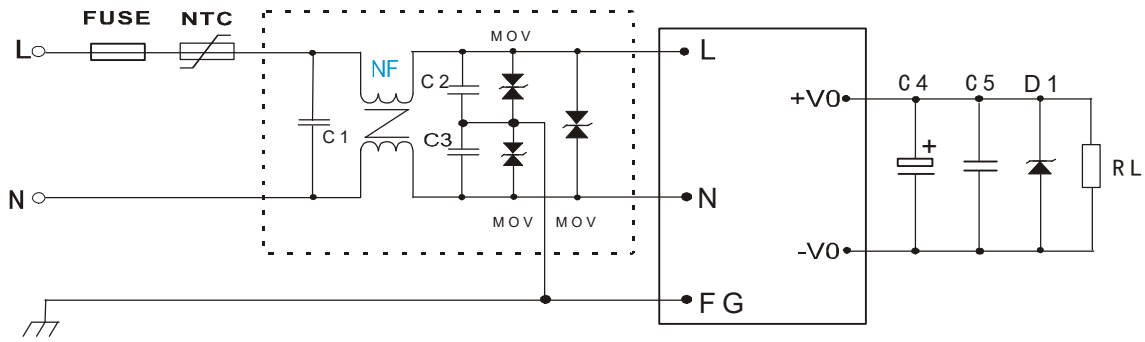 FUSE NTC
MOV
L
NF
L
C2
C4 C5 D1
+V0
C1
C3
+
RL
N
N
MOV MOV
-V0
FG